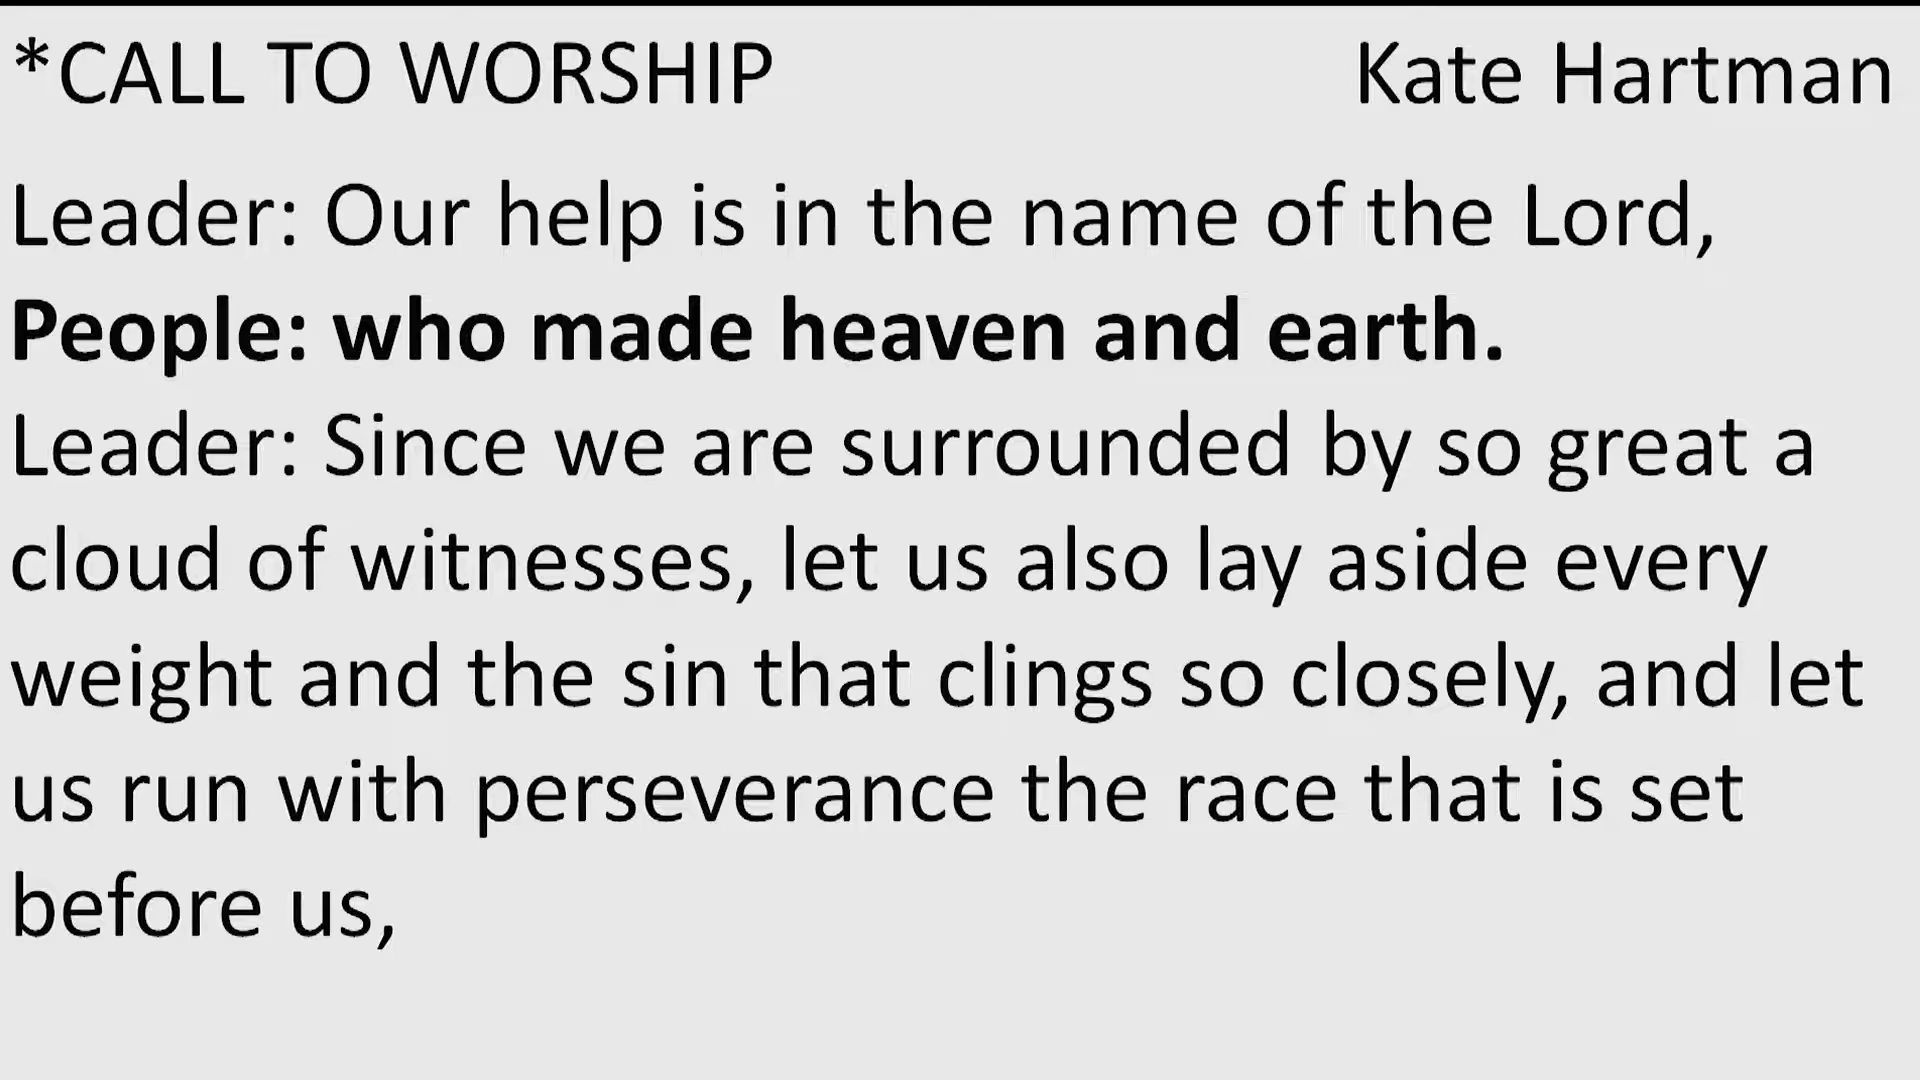 *CALL TO WORSHIP Kate Hartman
Leader: Our help is in the name of the Lord,
People: who made heaven and earth.
Leader: Since we are surrounded by so great a
cloud of witnesses, let us also lay aside every
weight and the sin that clings so closely, and let
us run with perseverance the race that is set
before us,